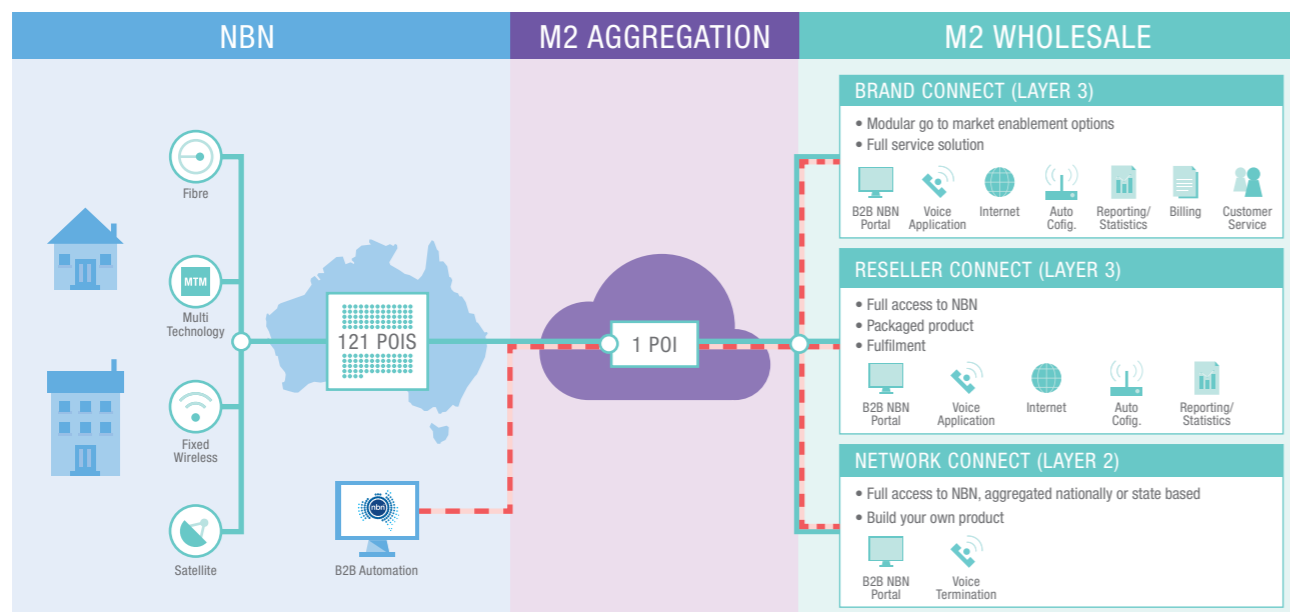 NBN
M2 AGGREGATION
M2 WHOLESALE
Fibre
MTM
Multi
Technology
Fixed
Wireless
Satellite
121 POIS
nbn
B2B Automation
1 POI
BRAND CONNECT (LAYER 3)
• Modular go to market enablement options
• Full service solution
B2B NBN
Portal
Voice
Application
Internet
Auto
Cofig.
Reporting/
Statistics
Billing
Customer
Service
RESELLER CONNECT (LAYER 3)
• Full access to NBN
• Packaged product
• Fulfilment
B2B NBN
Portal
Voice
Application
Internet
Auto
Cofig.
Reporting/
Statistics
NETWORK CONNECT (LAYER 2)
• Full access to NBN, aggregated nationally or state based
• Build your own product
B2B NBN
Portal
Voice
Termination